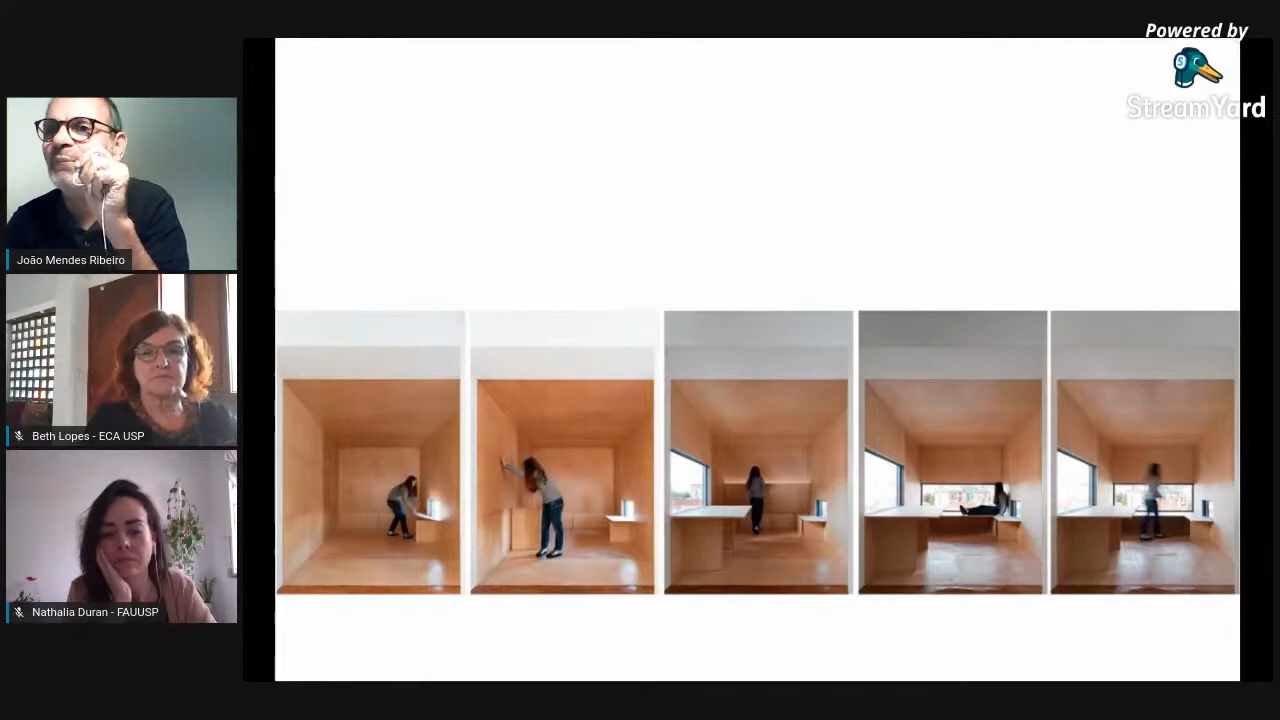 Powered by
StreamYard
João Mendes Ribeiro
Beth Lopes - ECA USP
Nathalia Duran - FAUUSP